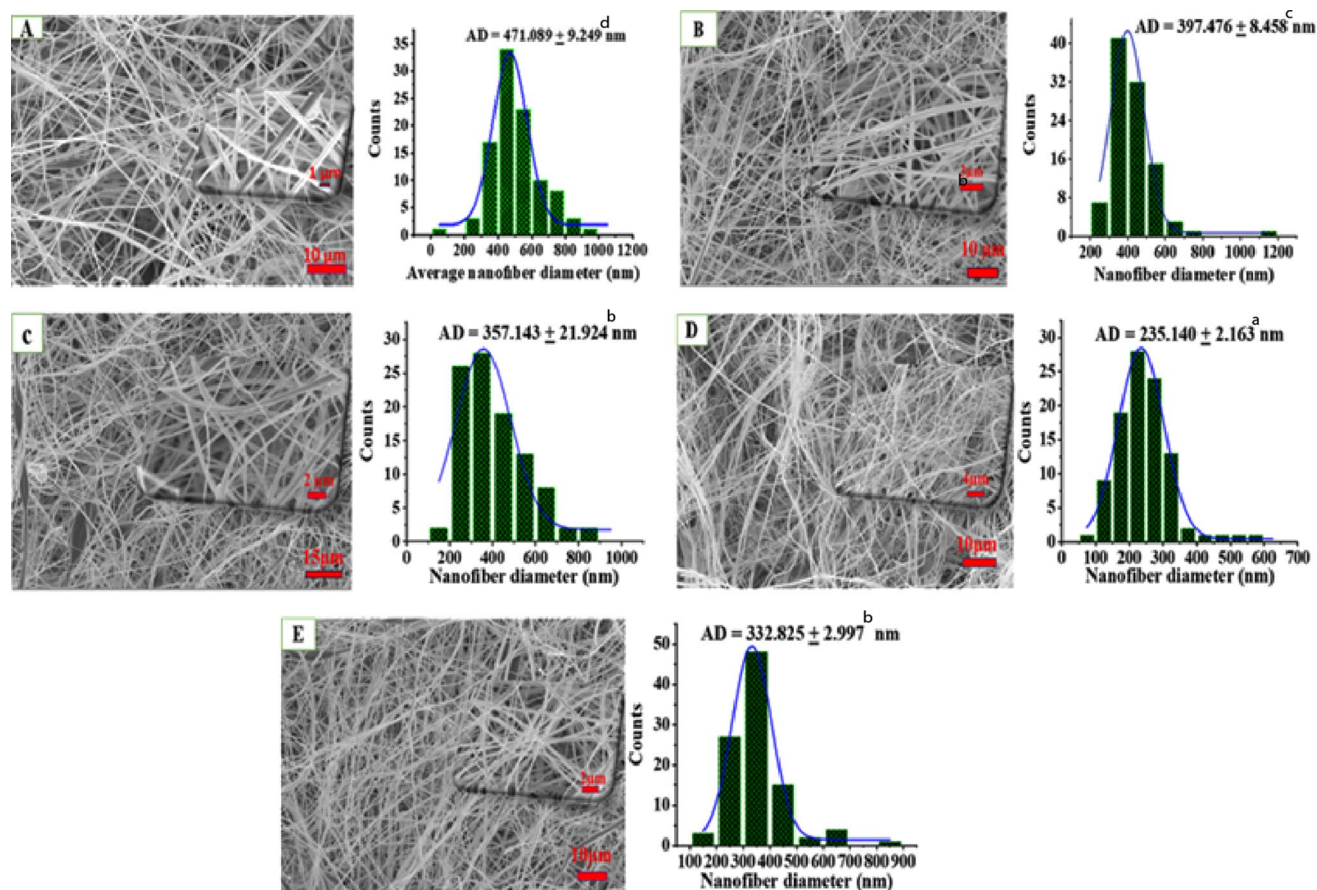 A
1 µm
10 µm
d
AD = 471.089 ± 9.249 nm
Counts
35
30
25
20
15
10
5
0
0 200 400 600 800 1000 1200
Average nanofiber diameter (nm)
B
b
10 µm
c
AD = 397.476 ± 8.458 nm
Counts
40
32
24
16
8
0
200 400 600 800 1000 1200
Nanofiber diameter (nm)
c
2 µm
15µm
b
AD = 357.143 ± 21.924 nm
Counts
30
25
20
15
10
5
0
200 400 600 800 1000
Nanofiber diameter (nm)
D
4µm
10µm
a
AD = 235.140 ± 2.163 nm
Counts
30
25
20
15
10
5
0
0 100 200 300 400 500 600 700
Nanofiber diameter (nm)
E
2µm
10µm
b
AD = 332.825 ± 2.997 nm
Counts
50
40
30
20
10
0
100 200 300 400 500 600 700 800 900
Nanofiber diameter (nm)